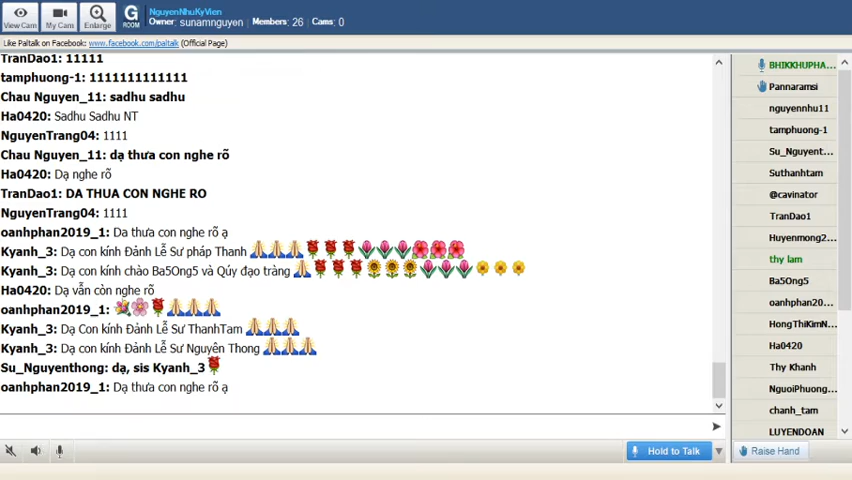 View Cam
My Cam
Enlarge
G
ROOM
NguyenNhuKyVien
Owner: sunamnguyen Members: 26 Cams: 0
Like Paltalk on Facebook: www.facebook.com/paltalk (Official Page)
TranDao1: 11111
tamphuong-1: 1111111111111
Chau Nguyen_11: sadhu sadhu
Ha0420: Sadhu Sadhu NT
NguyenTrang04: 1111
Chau Nguyen_11: dạ thưa con nghe rõ
Ha0420: Dạ nghe rõ
TranDao1: DA THUA CON NGHE RO
NguyenTrang04: 1111
oanhphan2019_1: Dạ thưa con nghe rõ ạ
Kyanh_3: Dạ con kính Đảnh Lễ Sư pháp Thanh 🙏🙏🙏🌹🌹🌹🌷🌷🌷🌺🌺🌺
Kyanh_3: Dạ con kính chào Ba5Ong5 và Qúy đạo tràng 🙏🌹🌹🌹🌻🌻🌻🌷🌷🌷🌼🌼🌼
Ha0420: Dạ vẫn còn nghe rõ
oanhphan2019_1: 💐🌸🌹🙏🙏🙏
Kyanh_3: Dạ Con kính Đảnh Lễ Sư ThanhTam 🙏🙏🙏
Kyanh_3: Dạ con kính Đảnh Lễ Sư Nguyên Thong 🙏🙏🙏
Su_Nguyenthong: dạ, sis Kyanh_3 🌹
oanhphan2019_1: Dạ thưa con nghe rõ ạ
Hold to Talk
BHIKKHUPHA...
Pannaramsi
nguyennhu11
tamphuong-1
Su_Nguyent...
Suthanhtam
@cavinator
TranDao1
Huyenmong2...
thy lam
Ba5Ong5
oanhphan20...
HongThiKimN...
Ha0420
Thy Khanh
NguoiPhuong...
chanh_tam
LUYENDOAN
Raise Hand